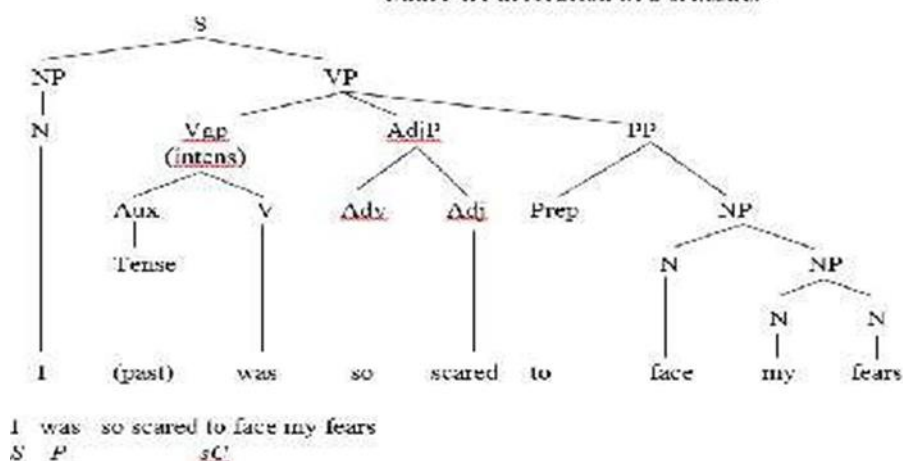 S
NP VP
N Vgp AdjP PP
(intens)
Aux V Adv Adj Prep NP
Tense N NP
N N
I (past) was so scared to face my fears
I was so scared to face my fears
S P sC